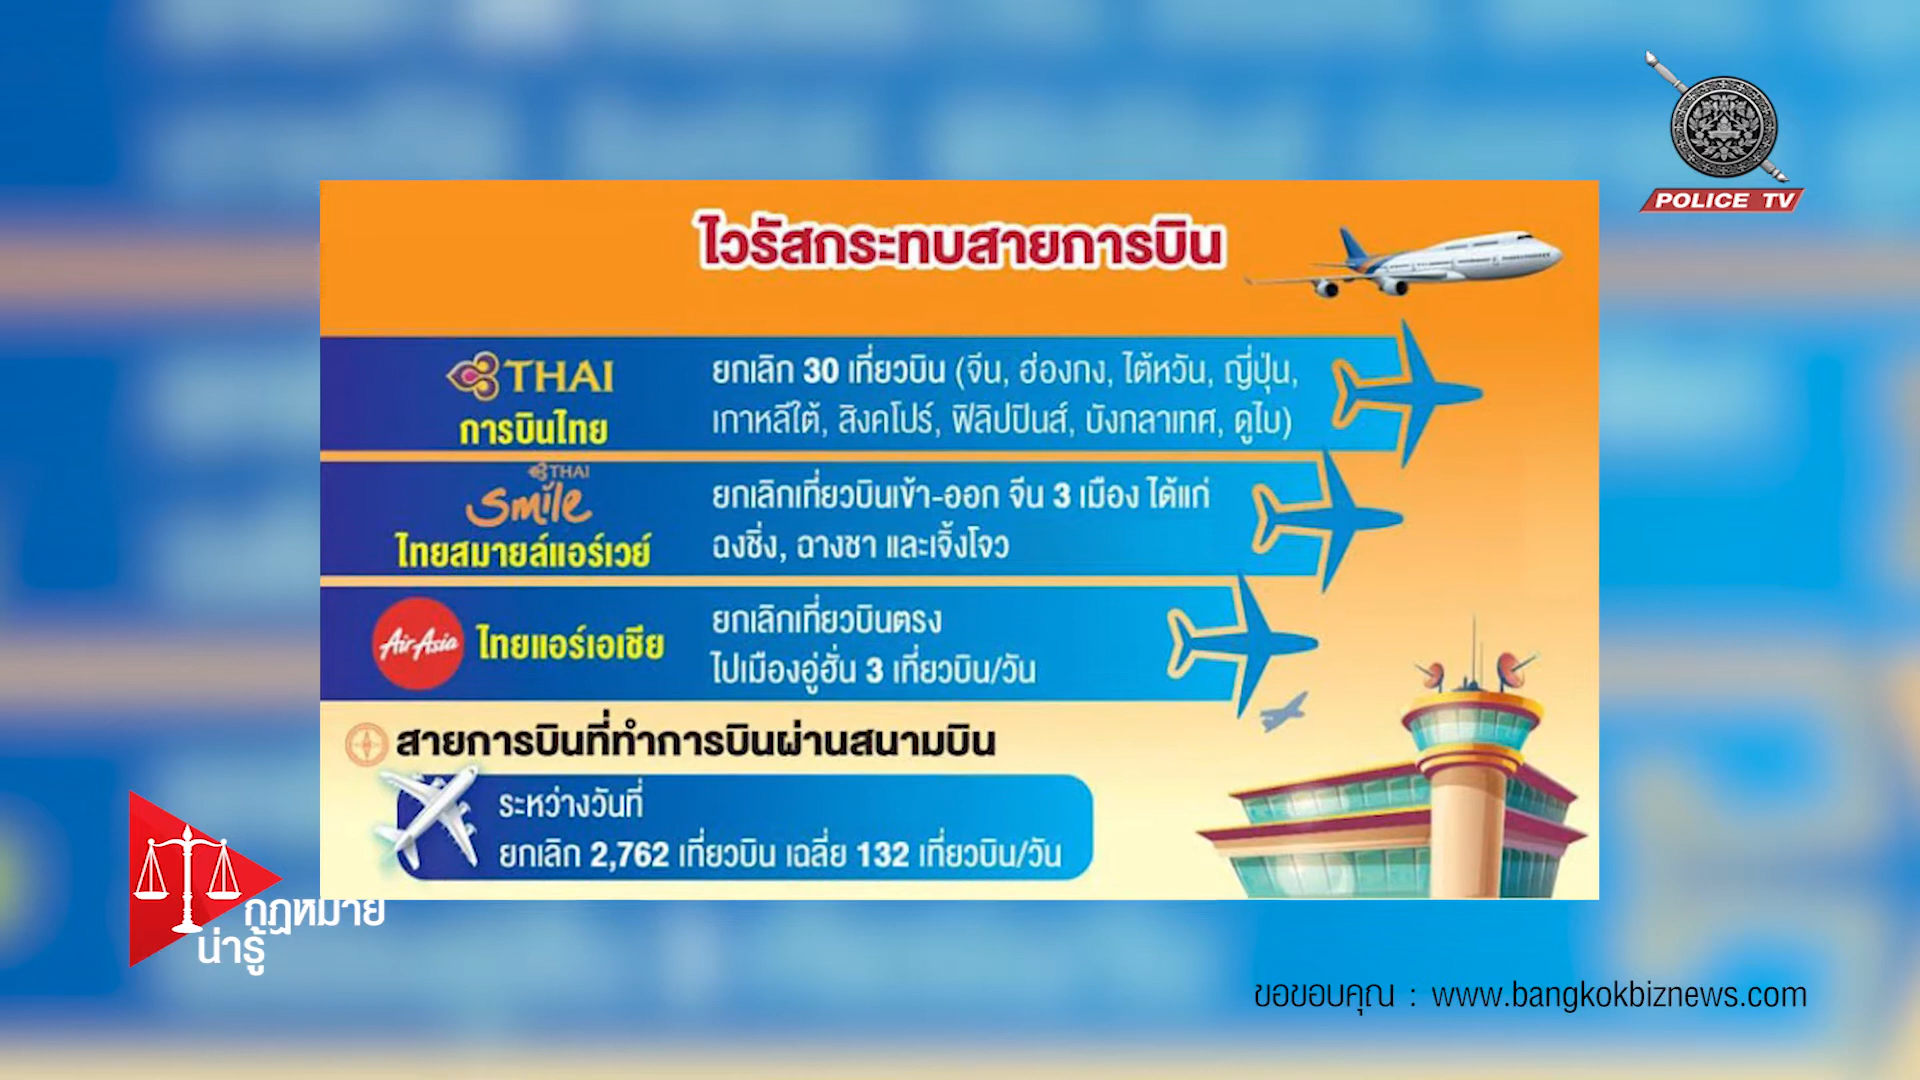 POLICE TV
ไวรัสกระทบสายการบิน
THAI
การบินไทย
ยกเลิก 30 เที่ยวบิน (จีน, ฮ่องกง, ไต้หวัน, ญี่ปุ่น,
เกาหลีใต้, สิงคโปร์, ฟิลิปปินส์, บังกลาเทศ, ดูไบ)
THAI
Smile
ไทยสมายล์แอร์เวย์
ยกเลิกเที่ยวบินเข้า-ออก จีน 3 เมือง ได้แก่
ฉงชิ่ง, ฉางซา และเจิ้งโจว
AirAsia
ไทยแอร์เอเชีย
ยกเลิกเที่ยวบินตรง
ไปเมืองอู่ฮั่น 3 เที่ยวบิน/วัน
สายการบินที่ทำการบินผ่านสนามบิน
ระหว่างวันที่
ยกเลิก 2,762 เที่ยวบิน เฉลี่ย 132 เที่ยวบิน/วัน
กฎหมาย
น่ารู้
ขอขอบคุณ : www.bangkokbiznews.com